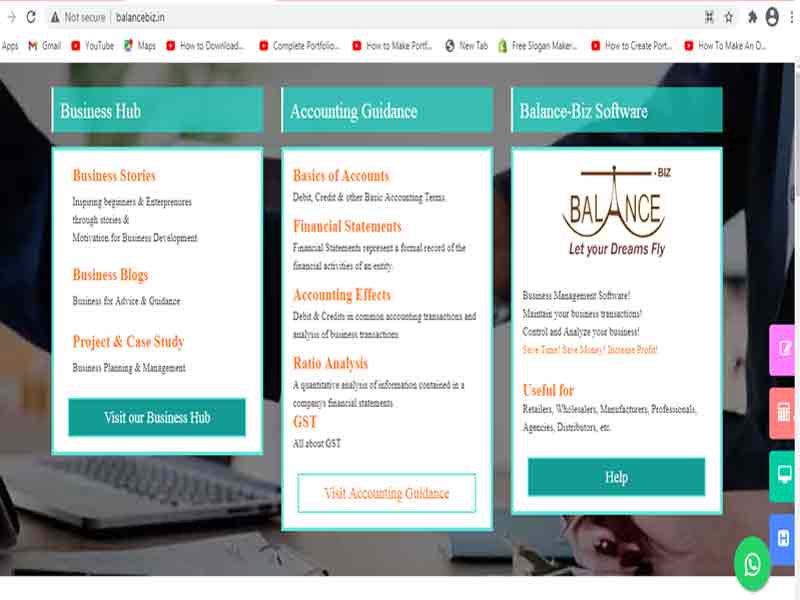 Not secure | balancebiz.in
Apps Gmail YouTube Maps How to Download... Complete Portfolio... How to Make Portf... New Tab Free Slogan Maker... How to Create Port... How To Make An O...
Business Hub
Business Stories
Inspiring beginners & Enterprenores
through stories &
Motivation for Business Development
Business Blogs
Business for Advice & Guidance
Project & Case Study
Business Planning & Management
Visit our Business Hub
Accounting Guidance
Basics of Accounts
Debit, Credit & other Basic Accounting Terms.
Financial Statements
Financial Statements represent a formal record of the
financial activities of an entity.
Accounting Effects
Debit & Credits in common accounting transactions and
analysis of business transactions
Ratio Analysis
A quantitative analysis of information contained in a
companys financial statements
GST
All about GST
Visit Accounting Guidance
Balance-Biz Software
BALANCE .BIZ
Let your Dreams Fly
Business Management Software!
Maintain your business transactions!
Control and Analyze your business!
Save Time! Save Money! Increase Profit!
Useful for
Retailers, Wholesalers, Manufacturers, Professionals,
Agencies, Distributors, etc.
Help